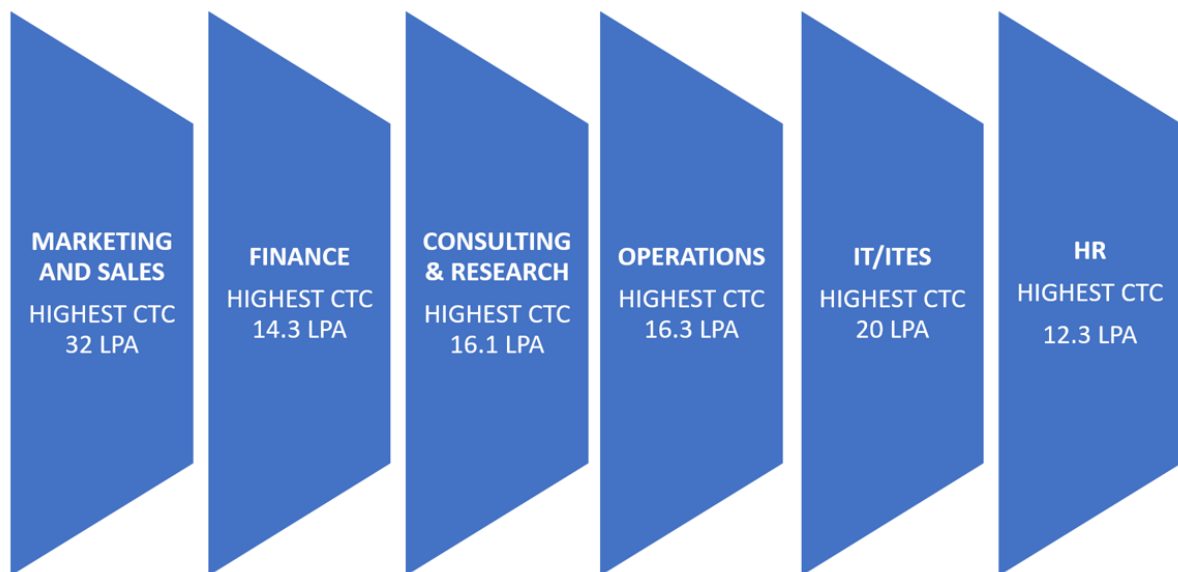 MARKETING
AND SALES
HIGHEST CTC
32 LPA
FINANCE
HIGHEST CTC
14.3 LPA
CONSULTING
& RESEARCH
HIGHEST CTC
16.1 LPA
OPERATIONS
HIGHEST CTC
16.3 LPA
IT/ITES
HIGHEST CTC
20 LPA
HR
HIGHEST CTC
12.3 LPA